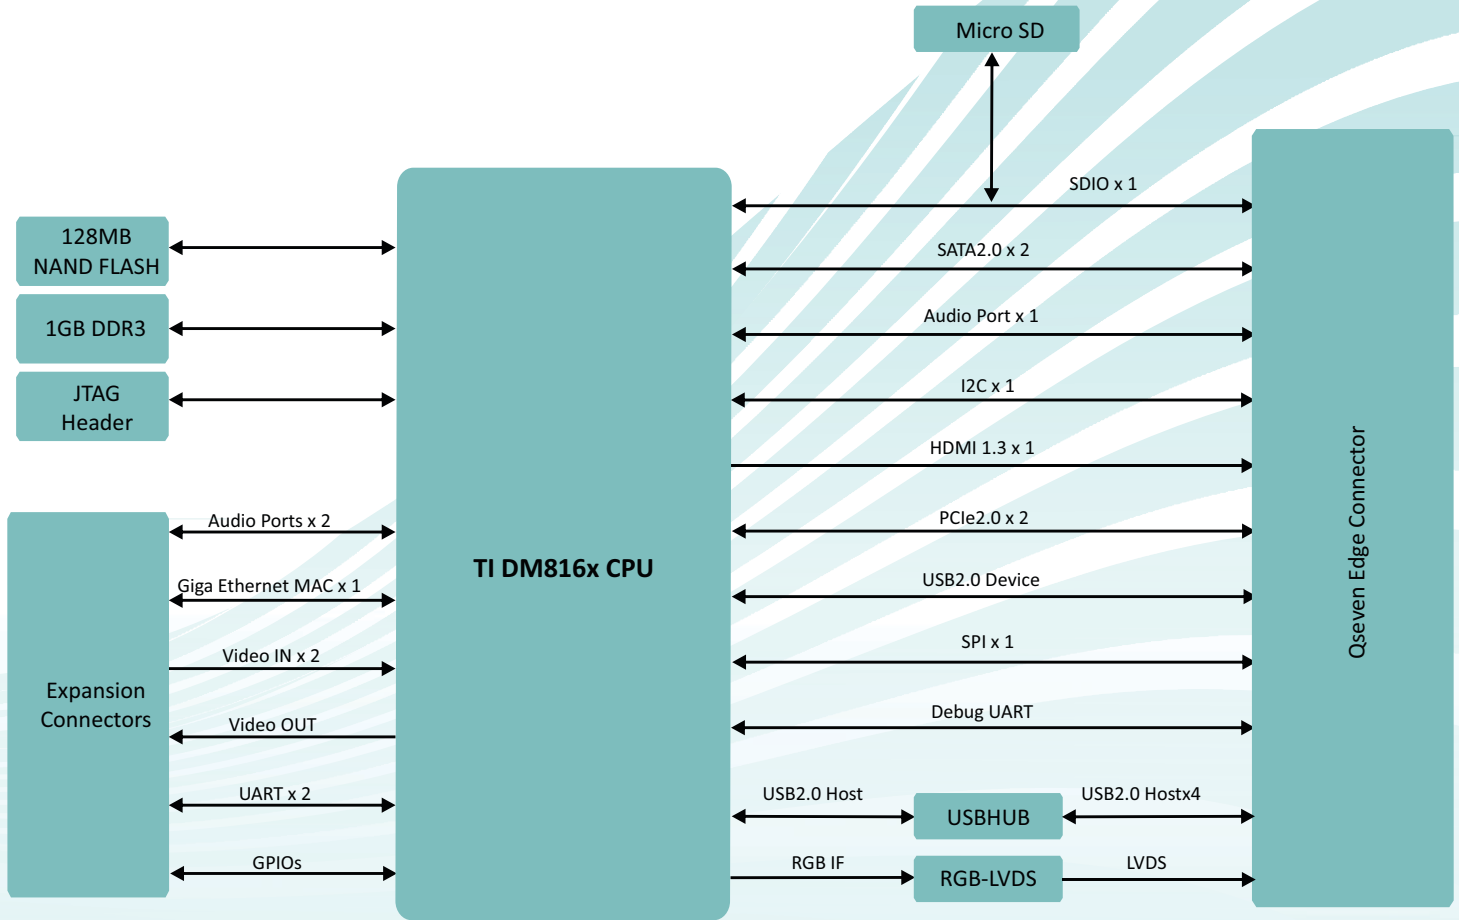 Micro SD
128MB
NAND FLASH
1GB DDR3
JTAG
Header
Expansion
Connectors
Audio Ports x 2
Giga Ethernet MAC x 1
Video IN x 2
Video OUT
UART x 2
GPIOs
TI DM816x CPU
SDIO x 1
SATA2.0 x 2
Audio Port x 1
I2C x 1
HDMI 1.3 x 1
PCIe2.0 x 2
USB2.0 Device
SPI x 1
Debug UART
USB2.0 Host
USBHUB
USB2.0 Hostx4
RGB IF
RGB-LVDS
LVDS
Qseven Edge Connector